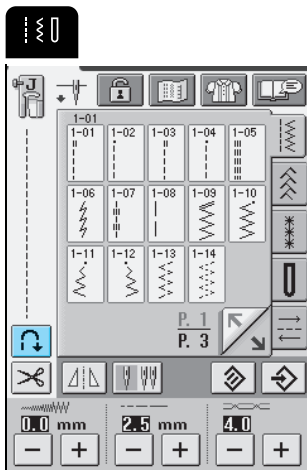 J
1-01
1-01 1-02 1-03 1-04 1-05
1-06 1-07 1-08 1-09 1-10
1-11 1-12 1-13 1-14
P. 1
P. 3
0.0 mm 2.5 mm 4.0
− + − + − +